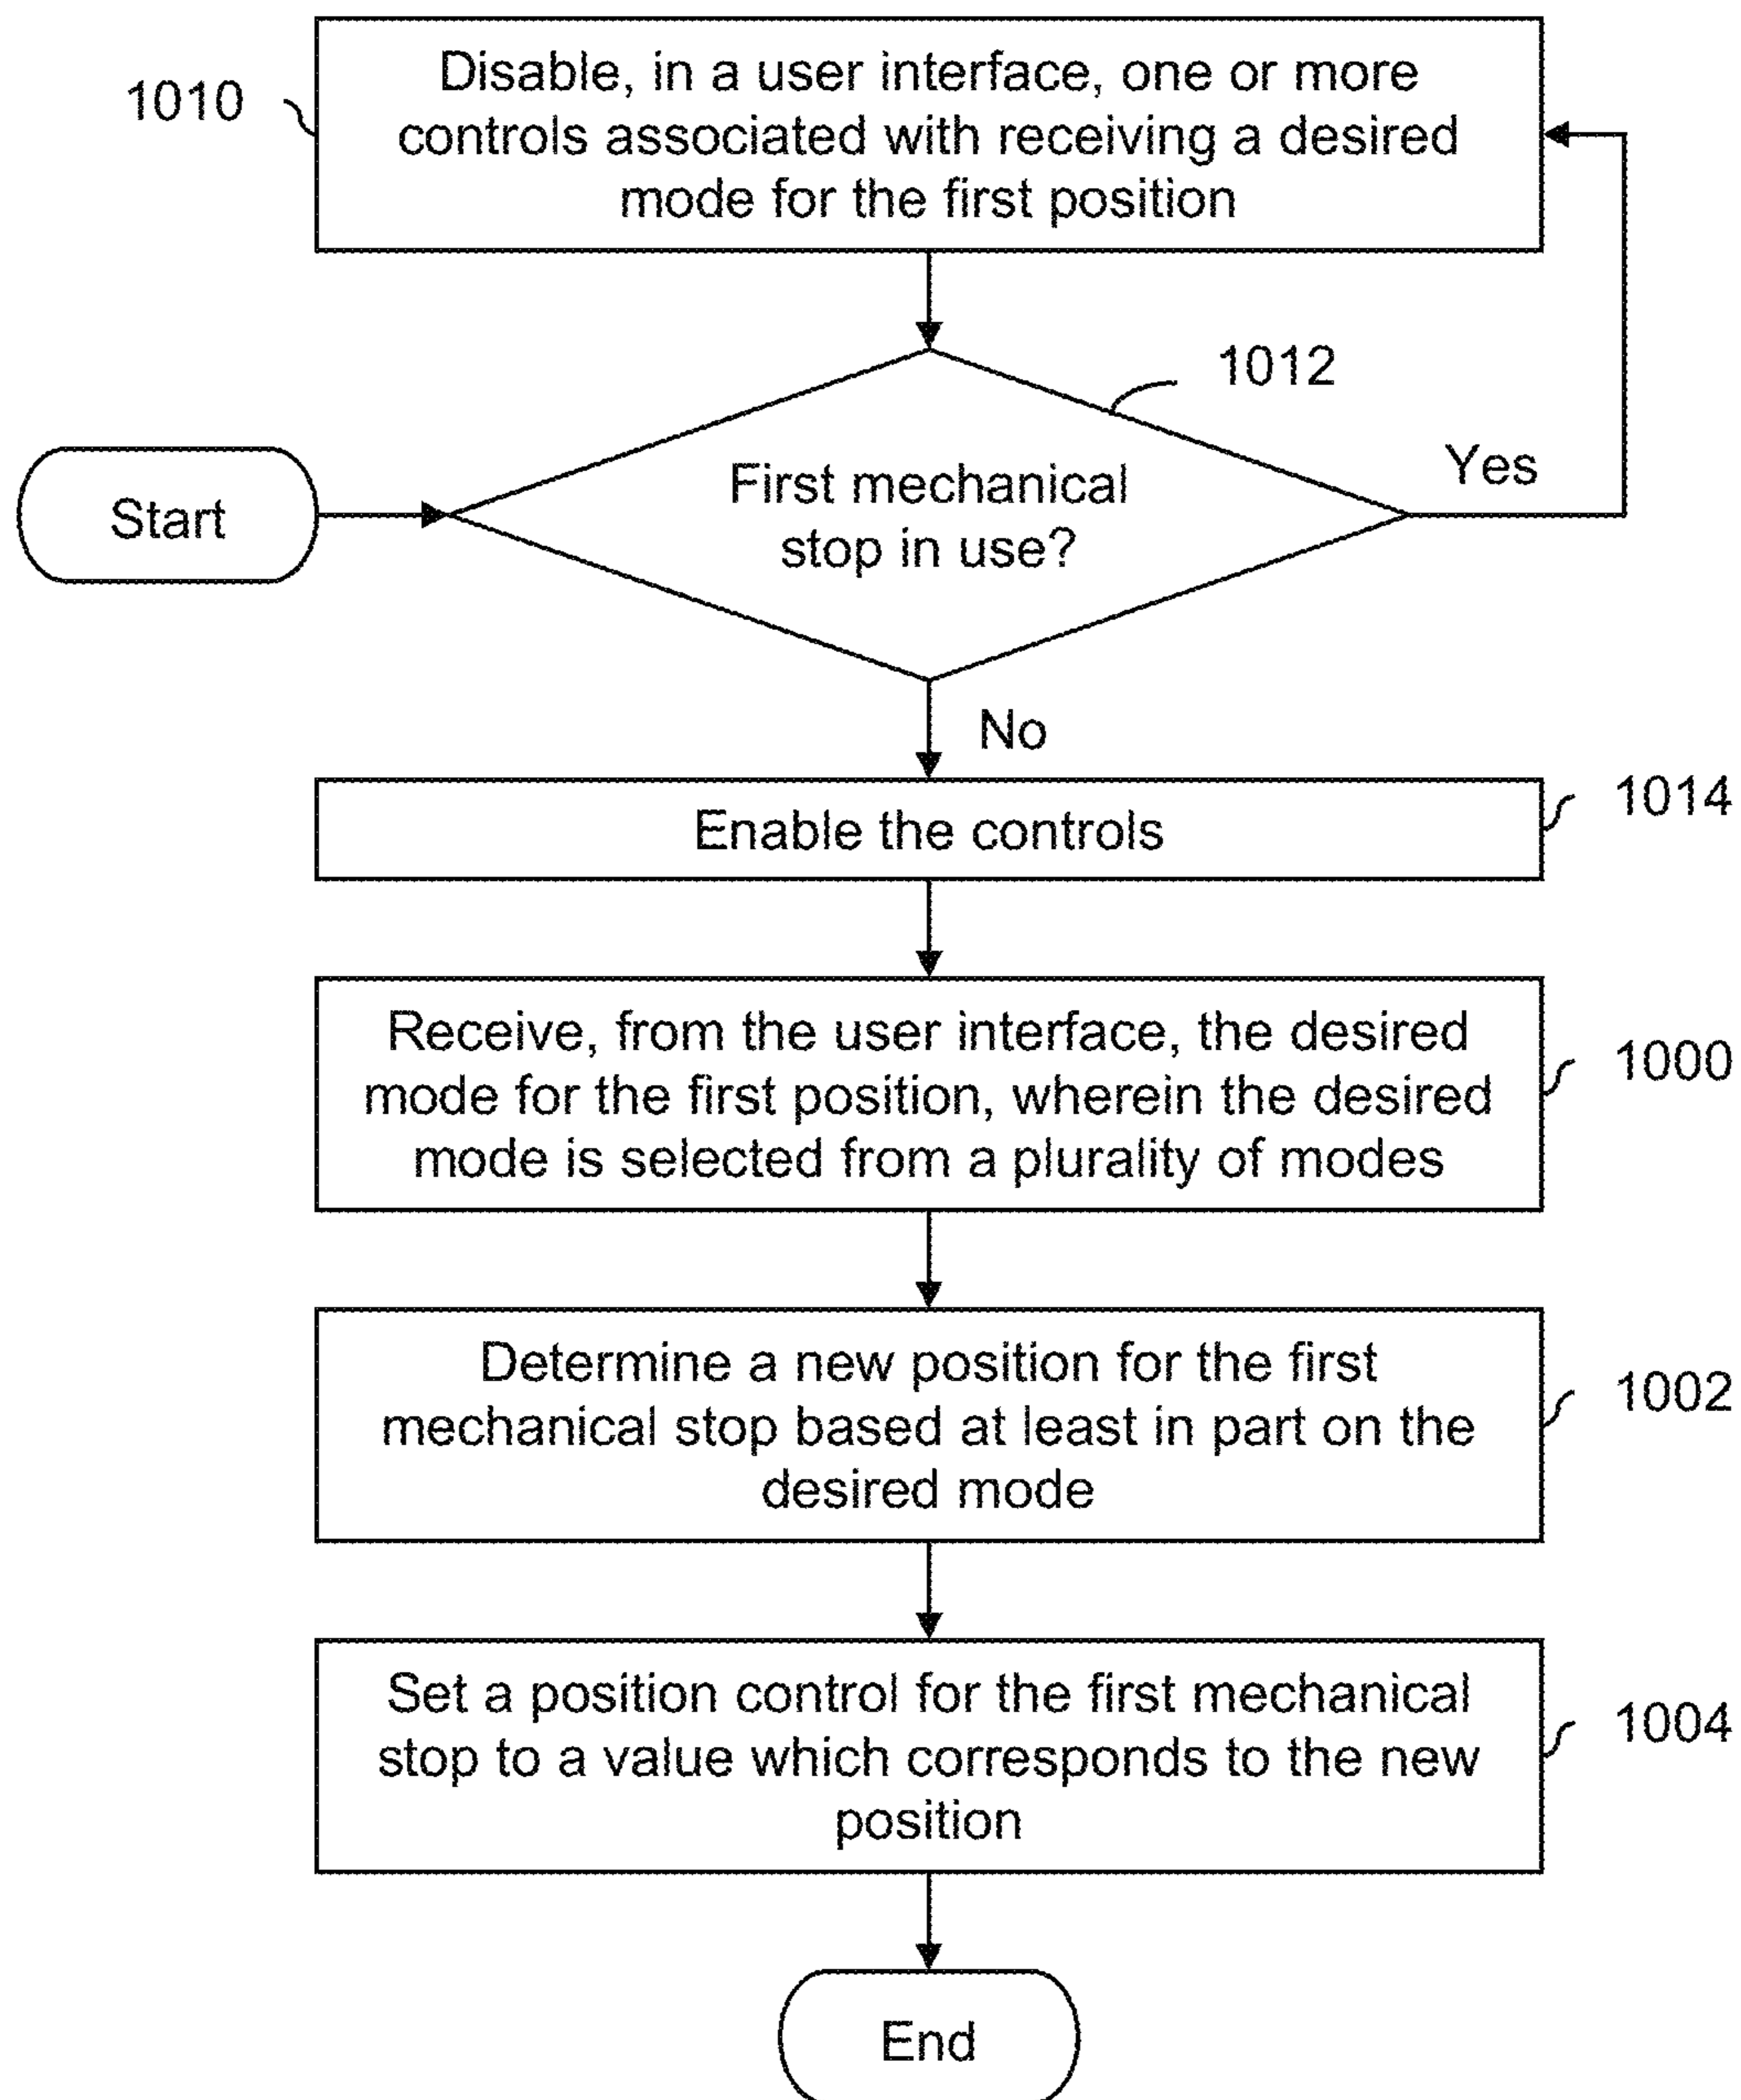 Disable, in a user interface, one or more
controls associated with receiving a desired
mode for the first position
1010
1012
Start
First mechanical
stop in use?
Yes
No
Enable the controls
1014
Receive, from the user interface, the desired
mode for the first position, wherein the desired
mode is selected from a plurality of modes
1000
Determine a new position for the first
mechanical stop based at least in part on the
desired mode
1002
Set a position control for the first mechanical
stop to a value which corresponds to the new
position
1004
End